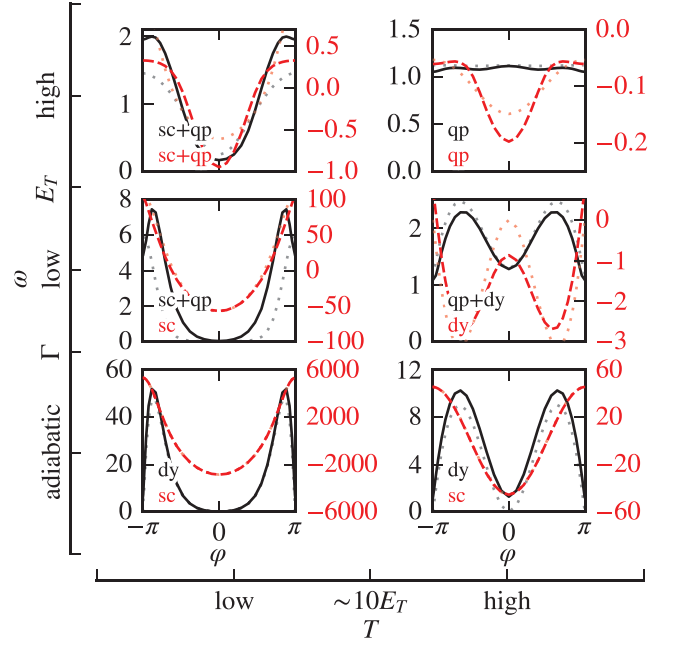 high
E_T
ω
low
Γ
adiabatic
2
1
0
0.5
0.0
−0.5
−1.0
sc+qp
sc+qp
1.5
1.0
0.5
0.0
0.0
−0.1
−0.2
qp
qp
8
6
4
2
0
100
50
0
−50
−100
sc+qp
sc
2
1
0
0
−1
−2
−3
qp+dy
dy
60
40
20
0
6000
2000
−2000
−6000
dy
sc
−π 0 π
φ
12
8
4
0
60
20
−20
−60
dy
sc
−π 0 π
φ
low ∼10E_T high
T